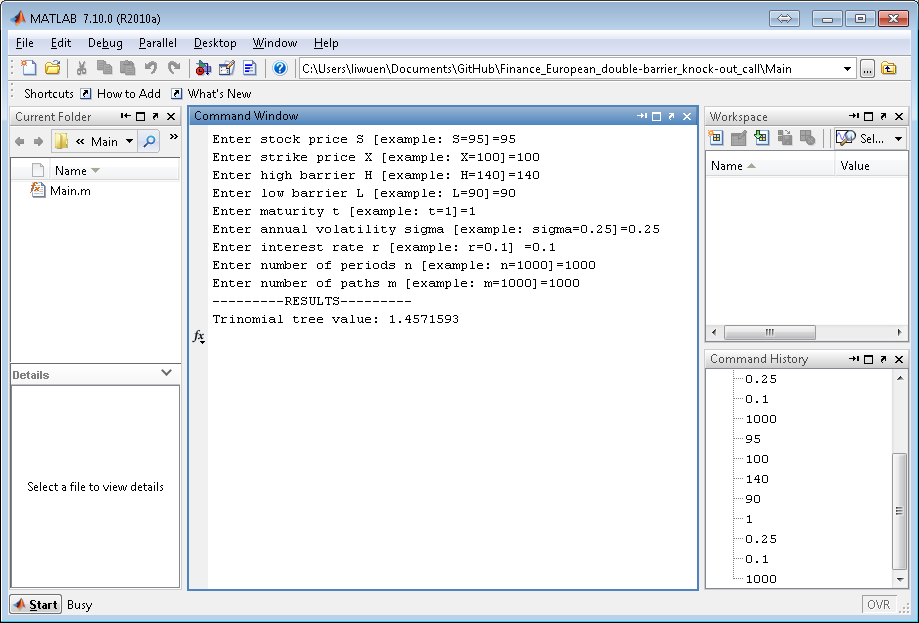 MATLAB 7.10.0 (R2010a)
File Edit Debug Parallel Desktop Window Help
C:\Users\liwuen\Documents\GitHub\Finance_European_double-barrier_knock-out_call\Main
Shortcuts How to Add What's New
Current Folder
« Main »
Name
Main.m
Details
Select a file to view details
Command Window
Enter stock price S [example: S=95]=95
Enter strike price X [example: X=100]=100
Enter high barrier H [example: H=140]=140
Enter low barrier L [example: L=90]=90
Enter maturity t [example: t=1]=1
Enter annual volatility sigma [example: sigma=0.25]=0.25
Enter interest rate r [example: r=0.1] =0.1
Enter number of periods n [example: n=1000]=1000
Enter number of paths m [example: m=1000]=1000
---------RESULTS---------
Trinomial tree value: 1.4571593
fx
Workspace
Sel...
Name Value
Command History
0.25
0.1
1000
95
100
140
90
1
0.25
0.1
1000
Start Busy
OVR